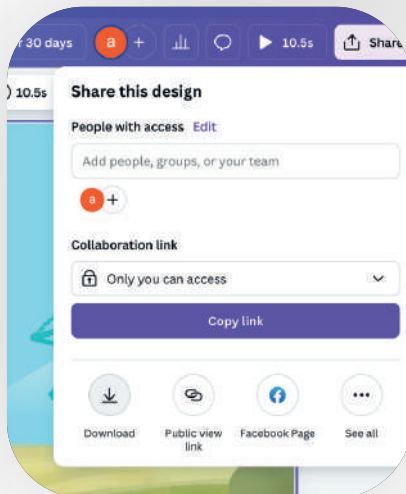 30 days a + 10.5s Share
10.5s
Share this design
People with access Edit
Add people, groups, or your team
a +
Collaboration link
Only you can access
Copy link
Download Public view link Facebook Page See all